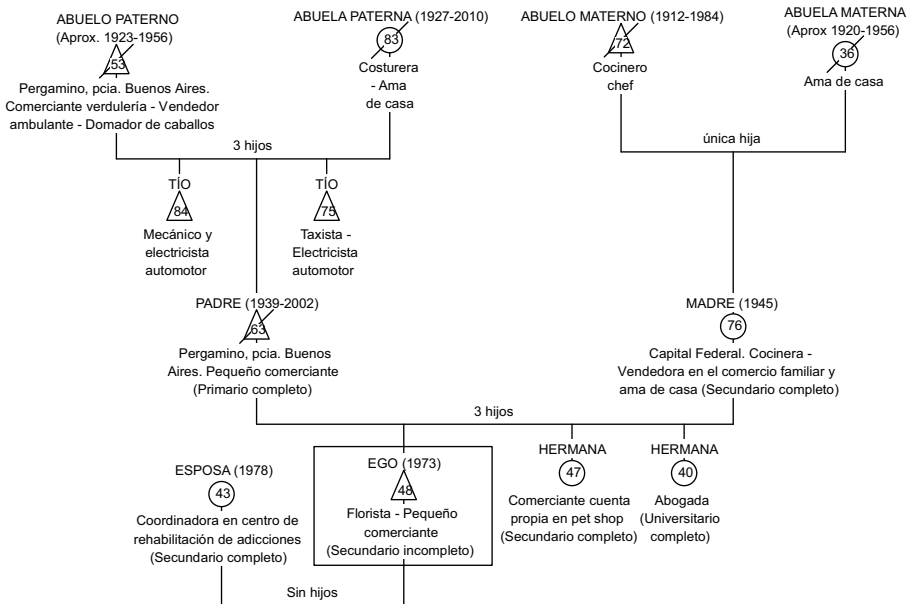 ABUELO PATERNO
(Aprox. 1923-1956)
53
Pergamino, pcia. Buenos Aires.
Comerciante verdulería - Vendedor
ambulante - Domador de caballos
ABUELA PATERNA (1927-2010)
83
Costurera
- Ama
de casa
ABUELO MATERNO (1912-1984)
72
Cocinero
chef
ABUELA MATERNA
(Aprox 1920-1956)
36
Ama de casa
3 hijos
única hija
TÍO
84
Mecánico y
electricista
automotor
TÍO
75
Taxista -
Electricista
automotor
PADRE (1939-2002)
63
Pergamino, pcia. Buenos
Aires. Pequeño comerciante
(Primario completo)
MADRE (1945)
76
Capital Federal. Cocinera -
Vendedora en el comercio familiar y
ama de casa (Secundario completo)
3 hijos
ESPOSA (1978)
43
Coordinadora en centro de
rehabilitación de adicciones
(Secundario completo)
EGO (1973)
48
Florista - Pequeño
comerciante
(Secundario incompleto)
HERMANA
47
Comerciante cuenta
propia en pet shop
(Secundario completo)
HERMANA
40
Abogada
(Universitario
completo)
Sin hijos